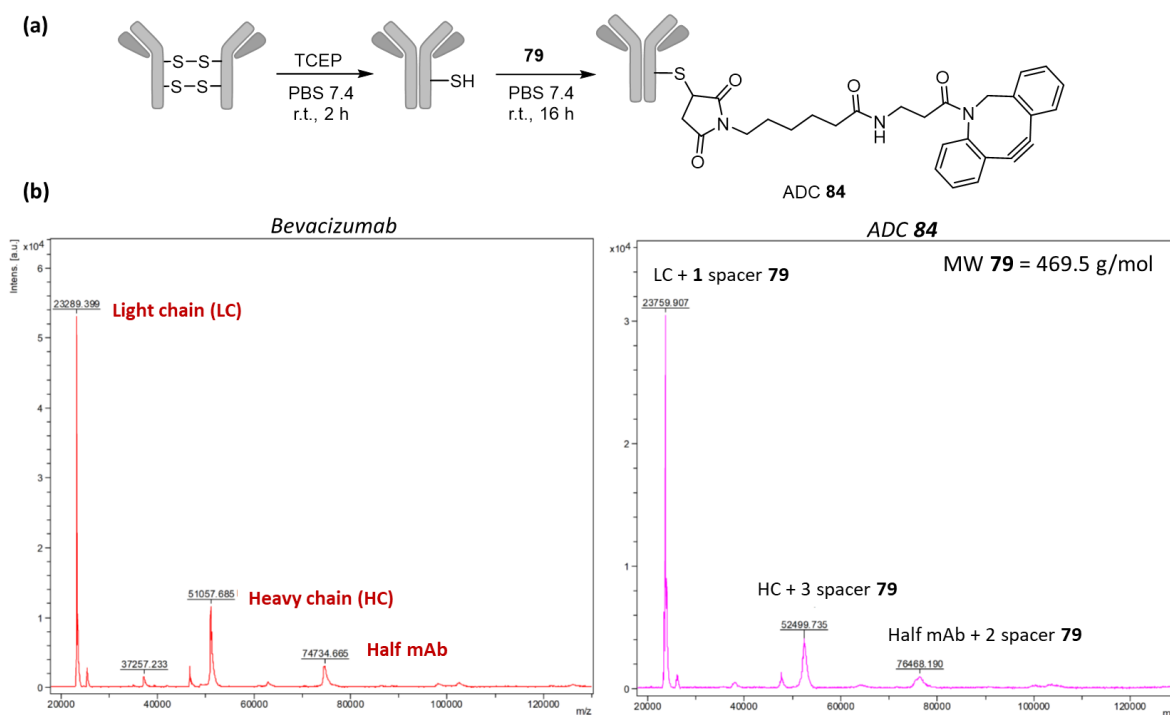 (a)
S S
S S
TCEP
PBS 7.4
r.t., 2 h
SH
79
PBS 7.4
r.t., 16 h
S
O
N
O
O
N
H
O
N
ADC 84
(b)
Bevacizumab
ADC 84
Intens. [a.u.]
x10⁴
6
5
4
3
2
1
0
23289.399
Light chain (LC)
37257.233
51057.685
Heavy chain (HC)
74734.665
Half mAb
20000 40000 60000 80000 100000 120000 m/z
x10⁴
3
2
1
0
LC + 1 spacer 79
23759.907
MW 79 = 469.5 g/mol
HC + 3 spacer 79
52499.735
Half mAb + 2 spacer 79
76468.190
20000 40000 60000 80000 100000 120000 m/z